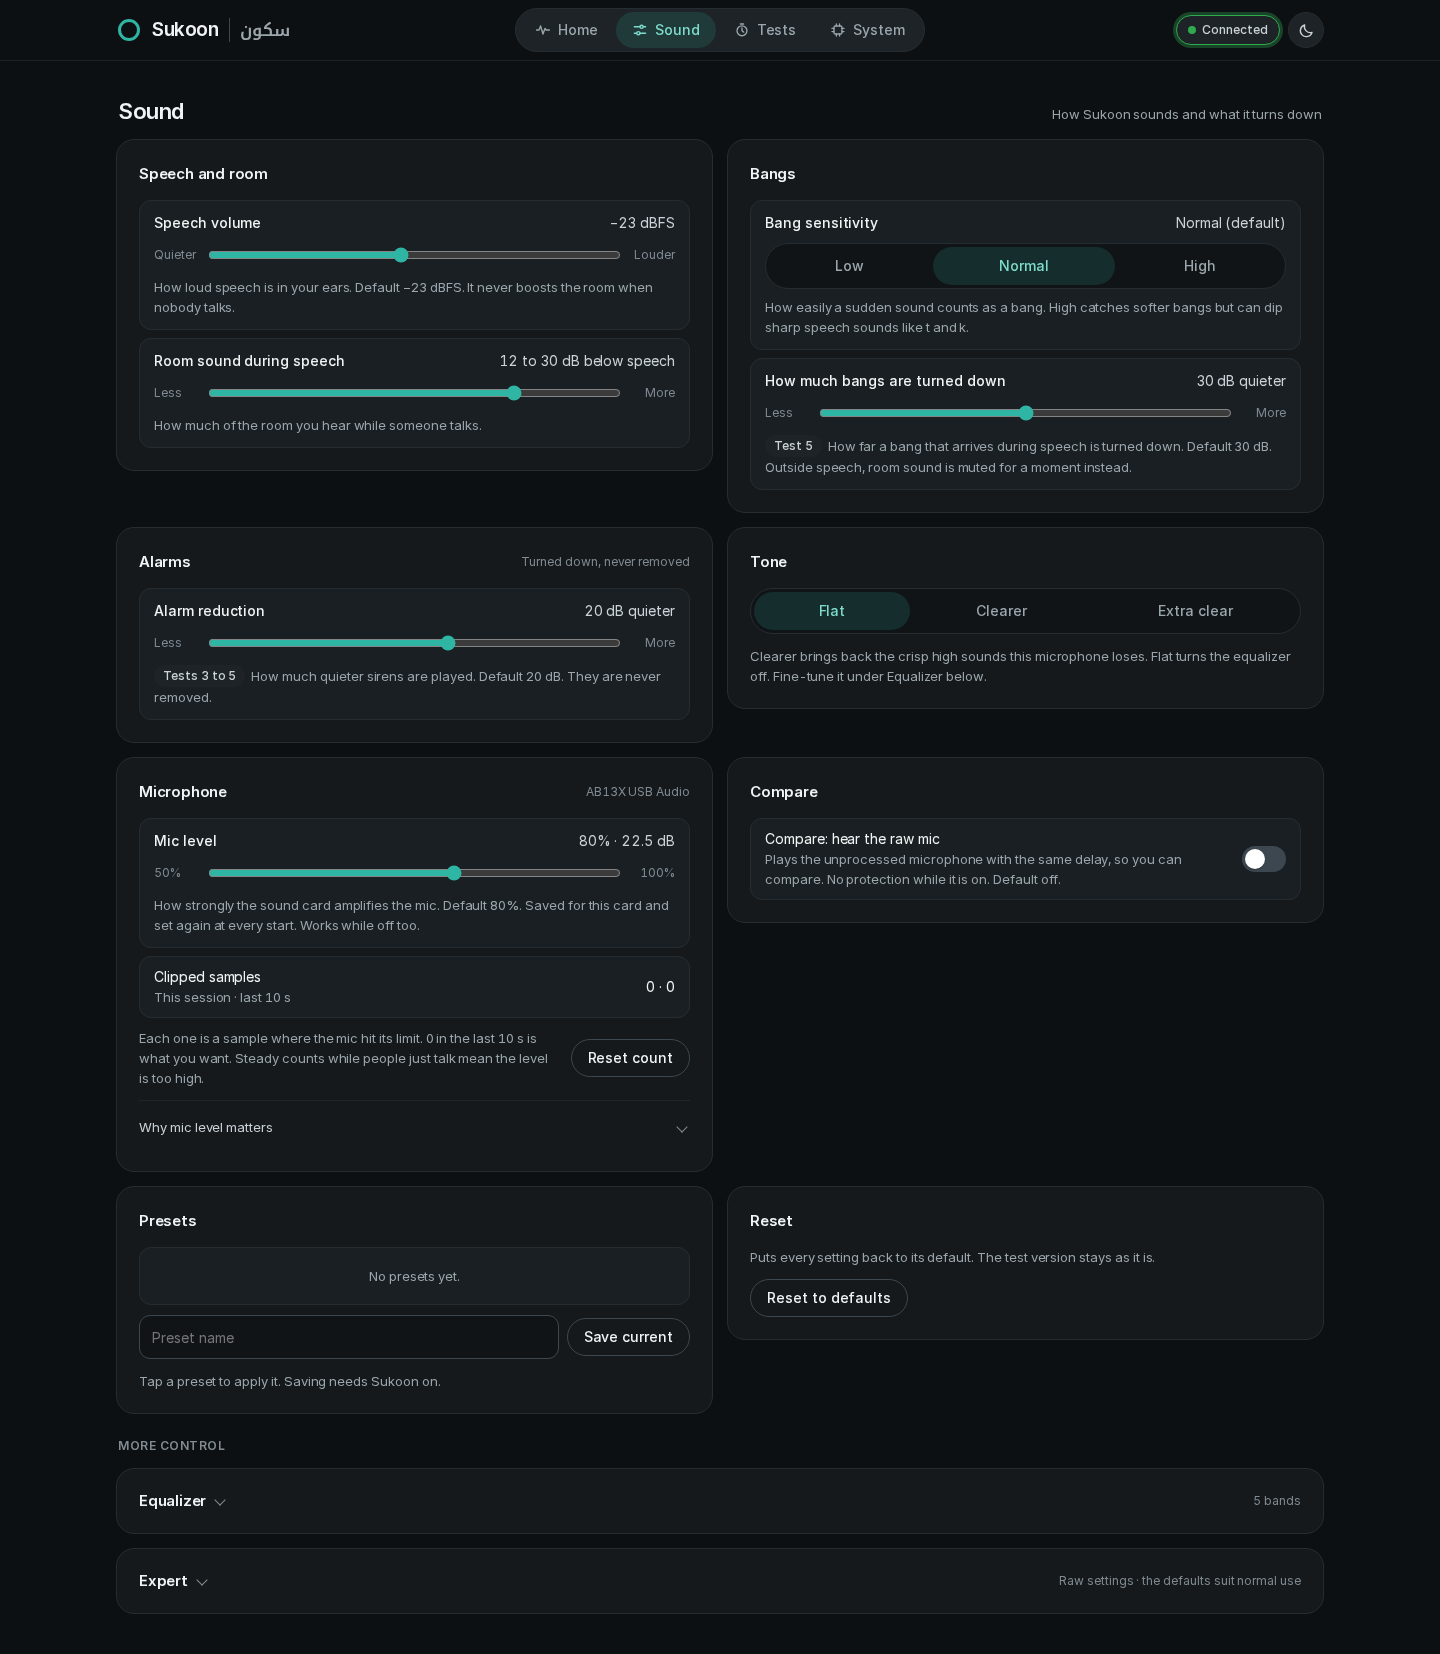 Sukoon
سكون
Home
Sound
Tests
System
Connected
Sound
How Sukoon sounds and what it turns down
Speech and room
Speech volume
−23 dBFS
Quieter
Louder
How loud speech is in your ears. Default −23 dBFS. It never boosts the room when
nobody talks.
Room sound during speech
12 to 30 dB below speech
Less
More
How much of the room you hear while someone talks.
Bangs
Bang sensitivity
Normal (default)
Low
Normal
High
How easily a sudden sound counts as a bang. High catches softer bangs but can dip
sharp speech sounds like t and k.
How much bangs are turned down
30 dB quieter
Less
More
Test 5 How far a bang that arrives during speech is turned down. Default 30 dB.
Outside speech, room sound is muted for a moment instead.
Alarms
Turned down, never removed
Alarm reduction
20 dB quieter
Less
More
Tests 3 to 5 How much quieter sirens are played. Default 20 dB. They are never
removed.
Tone
Flat
Clearer
Extra clear
Clearer brings back the crisp high sounds this microphone loses. Flat turns the equalizer
off. Fine-tune it under Equalizer below.
Microphone
AB13X USB Audio
Mic level
80% · 22.5 dB
50%
100%
How strongly the sound card amplifies the mic. Default 80%. Saved for this card and
set again at every start. Works while off too.
Clipped samples
This session · last 10 s
0 · 0
Each one is a sample where the mic hit its limit. 0 in the last 10 s is
what you want. Steady counts while people just talk mean the level
is too high.
Reset count
Why mic level matters
Compare
Compare: hear the raw mic
Plays the unprocessed microphone with the same delay, so you can
compare. No protection while it is on. Default off.
Presets
No presets yet.
Preset name
Save current
Tap a preset to apply it. Saving needs Sukoon on.
Reset
Puts every setting back to its default. The test version stays as it is.
Reset to defaults
MORE CONTROL
Equalizer
5 bands
Expert
Raw settings · the defaults suit normal use